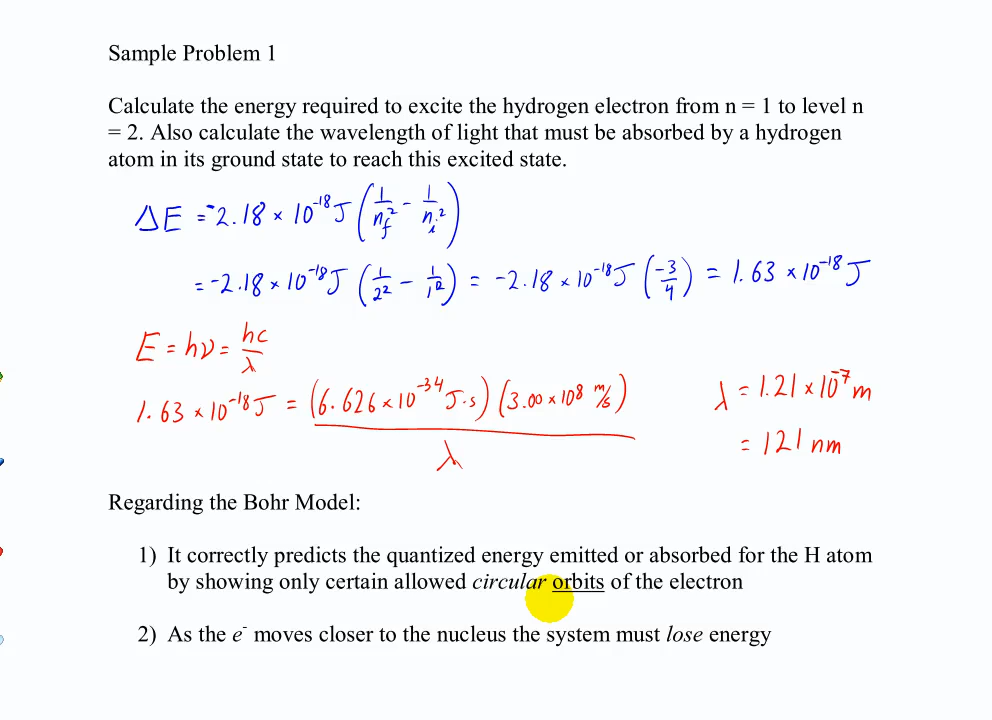 Sample Problem 1
Calculate the energy required to excite the hydrogen electron from n = 1 to level n
= 2. Also calculate the wavelength of light that must be absorbed by a hydrogen
atom in its ground state to reach this excited state.
ΔE = -2.18 × 10⁻¹⁸ J (1/n_f² - 1/n_i²)
= -2.18 × 10⁻¹⁸ J (1/2² - 1/1²) = -2.18 × 10⁻¹⁸ J (-3/4) = 1.63 × 10⁻¹⁸ J
E = hν = hc/λ
1.63 × 10⁻¹⁸ J = (6.626 × 10⁻³⁴ J·s) (3.00 × 10⁸ m/s) / λ
λ = 1.21 × 10⁻⁷ m
= 121 nm
Regarding the Bohr Model:
1) It correctly predicts the quantized energy emitted or absorbed for the H atom
by showing only certain allowed circular orbits of the electron
2) As the e⁻ moves closer to the nucleus the system must lose energy